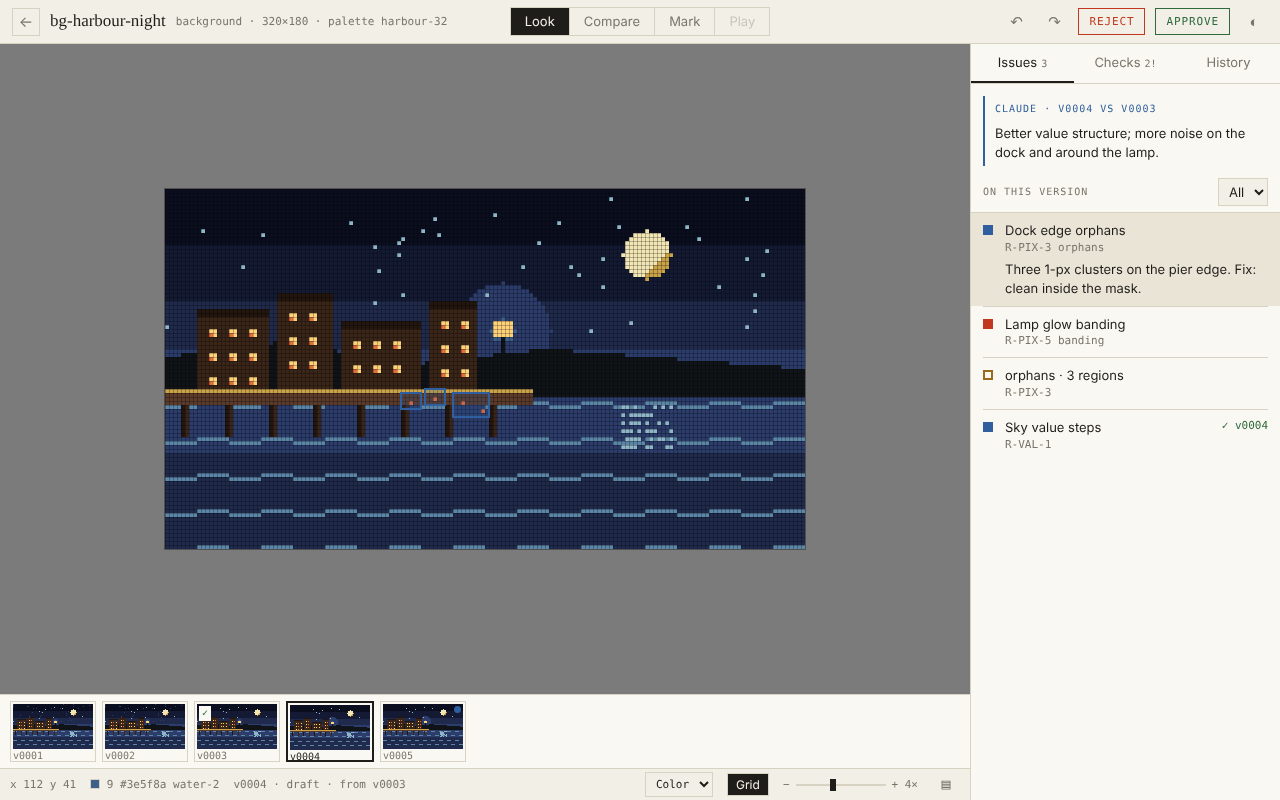 ← bg-harbour-night background · 320×180 · palette harbour-32 Look Compare Mark Play ↶ ↷ REJECT APPROVE
Issues 3 Checks 2! History
CLAUDE · V0004 VS V0003
Better value structure; more noise on the
dock and around the lamp.
ON THIS VERSION All
Dock edge orphans
R-PIX-3 orphans
Three 1-px clusters on the pier edge. Fix:
clean inside the mask.
Lamp glow banding
R-PIX-5 banding
orphans · 3 regions
R-PIX-3
Sky value steps ✓ v0004
R-VAL-1
v0001 v0002 v0003 v0004 v0005
x 112 y 41 9 #3e5f8a water-2 v0004 · draft · from v0003 Color Grid − + 4×